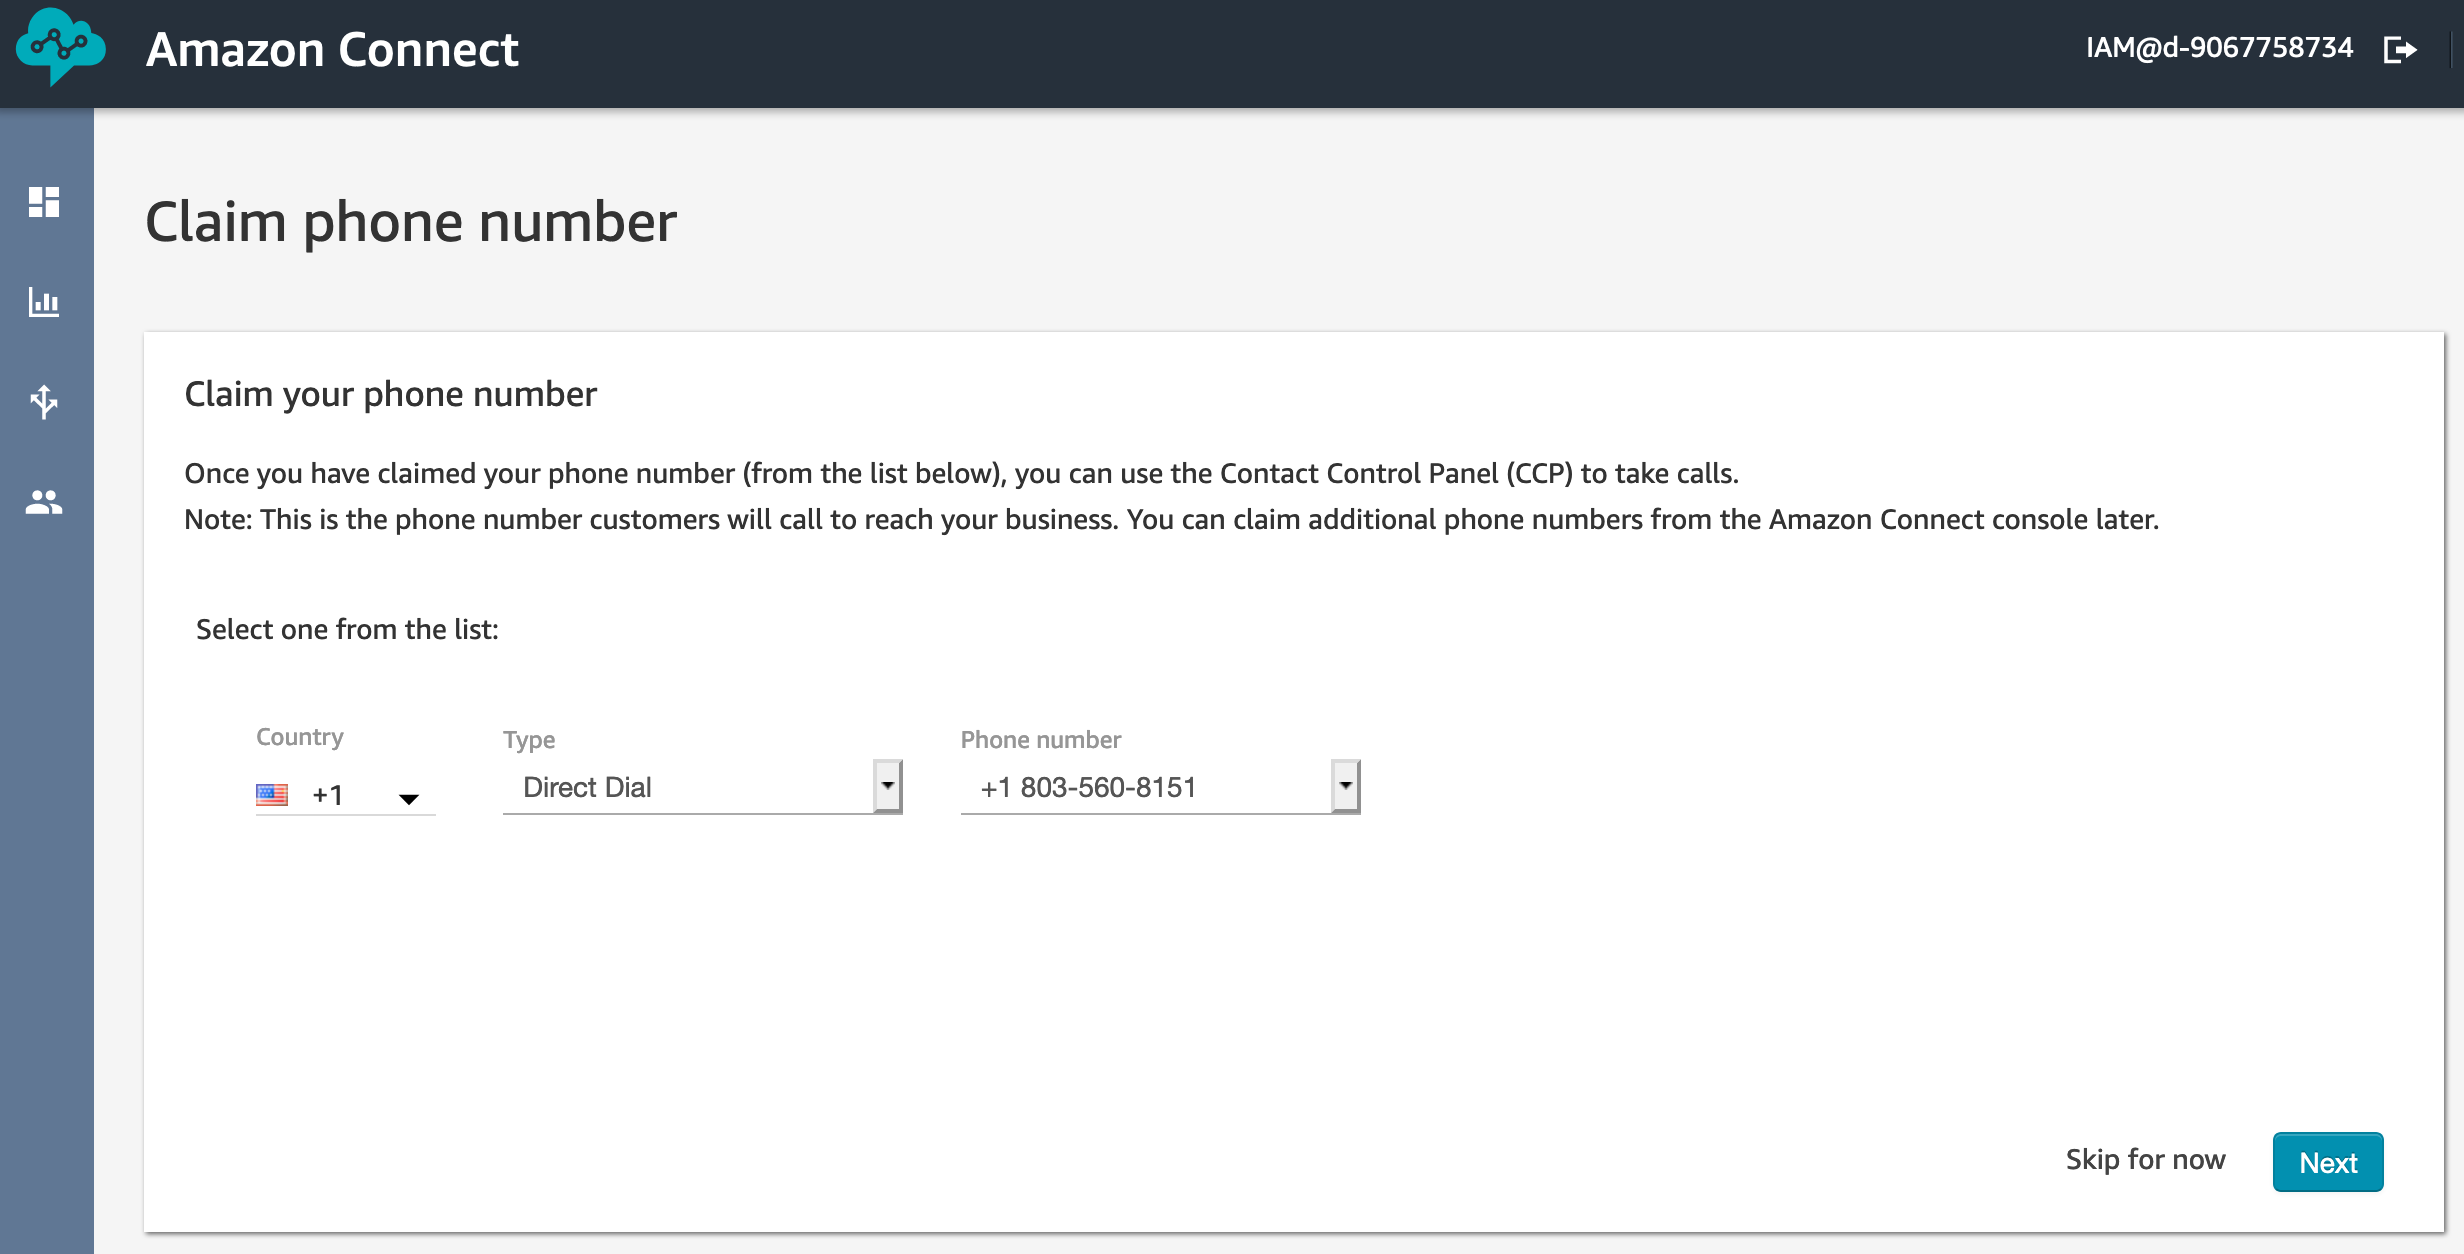 Amazon Connect
IAM@d-9067758734
Claim phone number
Claim your phone number
Once you have claimed your phone number (from the list below), you can use the Contact Control Panel (CCP) to take calls.
Note: This is the phone number customers will call to reach your business. You can claim additional phone numbers from the Amazon Connect console later.
Select one from the list:
Country
Type
Phone number
+1
Direct Dial
+1 803-560-8151
Skip for now
Next